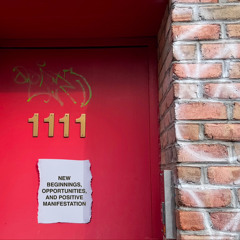 1111
NEW
BEGINNINGS,
OPPORTUNITIES,
AND POSITIVE
MANIFESTATION